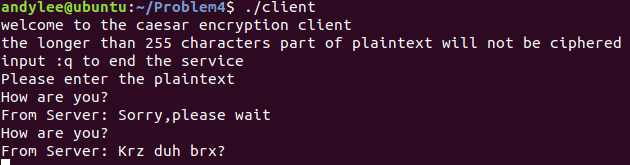 andylee@ubuntu:~/Problem4$ ./client
welcome to the caesar encryption client
the longer than 255 characters part of plaintext will not be ciphered
input :q to end the service
Please enter the plaintext
How are you?
From Server: Sorry,please wait
How are you?
From Server: Krz duh brx?